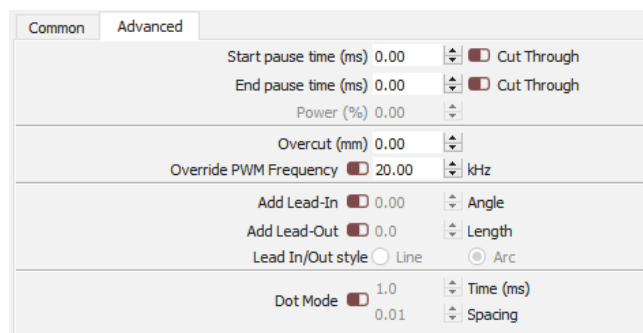 Common Advanced
Start pause time (ms) 0.00 Cut Through
End pause time (ms) 0.00 Cut Through
Power (%) 0.00
Overcut (mm) 0.00
Override PWM Frequency 20.00 kHz
Add Lead-In 0.00 Angle
Add Lead-Out 0.0 Length
Lead In/Out style Line Arc
Dot Mode 1.0 Time (ms)
0.01 Spacing